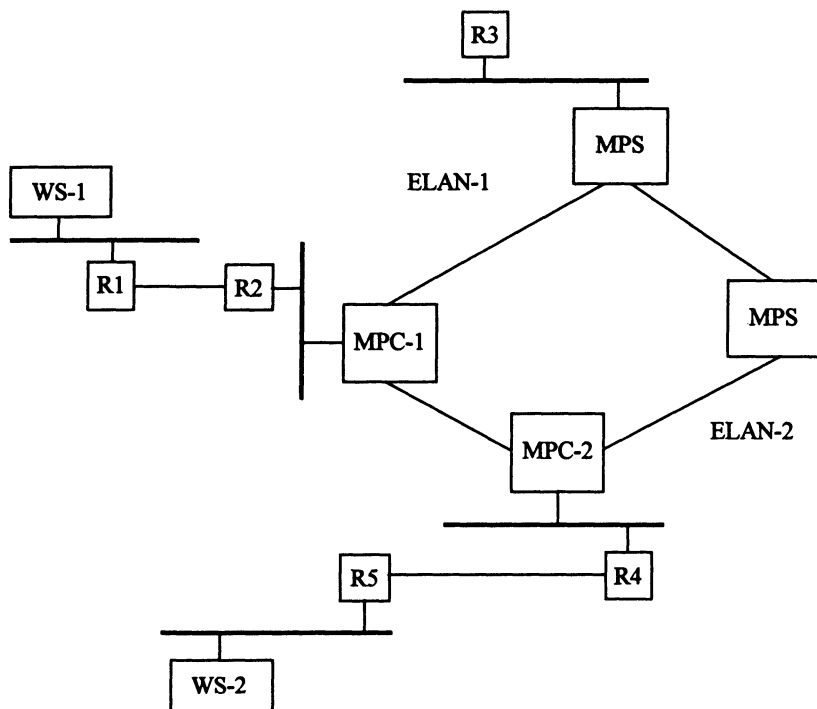 R3
MPS
ELAN-1
WS-1
R1
R2
MPC-1
MPS
ELAN-2
MPC-2
R5
R4
WS-2